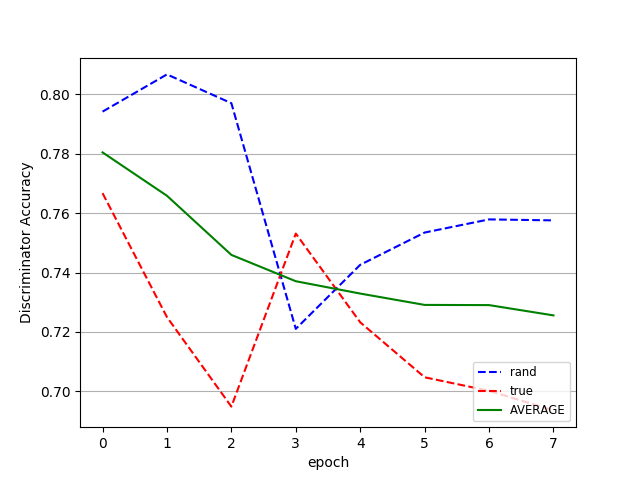 0.80
0.78
0.76
0.74
0.72
0.70
Discriminator Accuracy
0 1 2 3 4 5 6 7
epoch
rand
true
AVERAGE